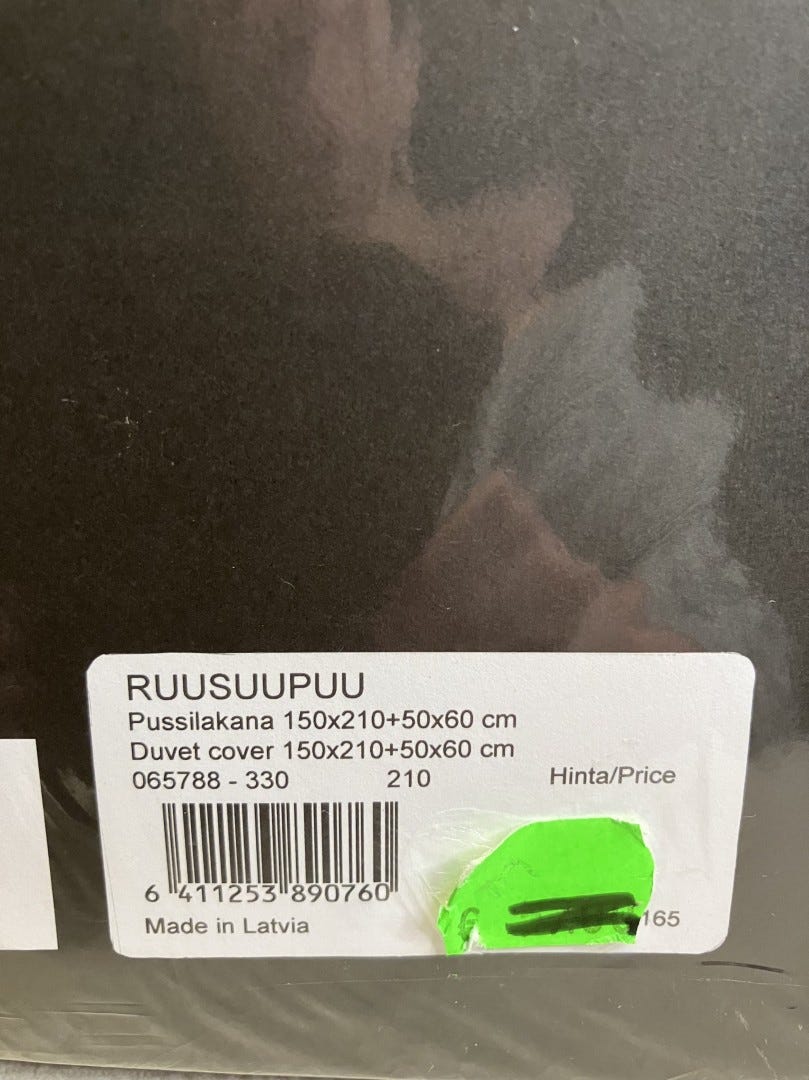 RUUSUUPUU
Pussilakana 150x210+50x60 cm
Duvet cover 150x210+50x60 cm
065788 - 330 210 Hinta/Price
6 411253 890760
Made in Latvia 165